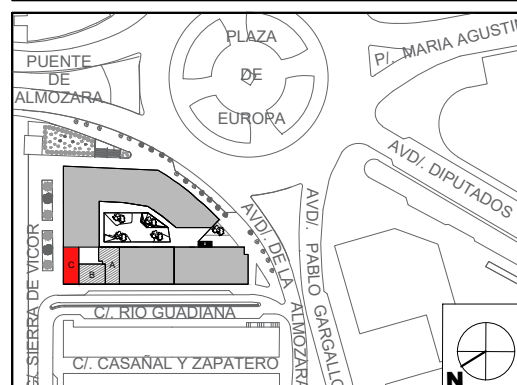 PLAZA
DE
EUROPA
P/. MARIA AGUSTIN
PUENTE
DE
ALMOZARA
AVD/. DIPUTADOS
AVD/. DE LA ALMOZARA
AVD/. PABLO GARGALLO
C/. SIERRA DE VICOR
A
B
C
C/. RIO GUADIANA
C/. CASAÑAL Y ZAPATERO
N